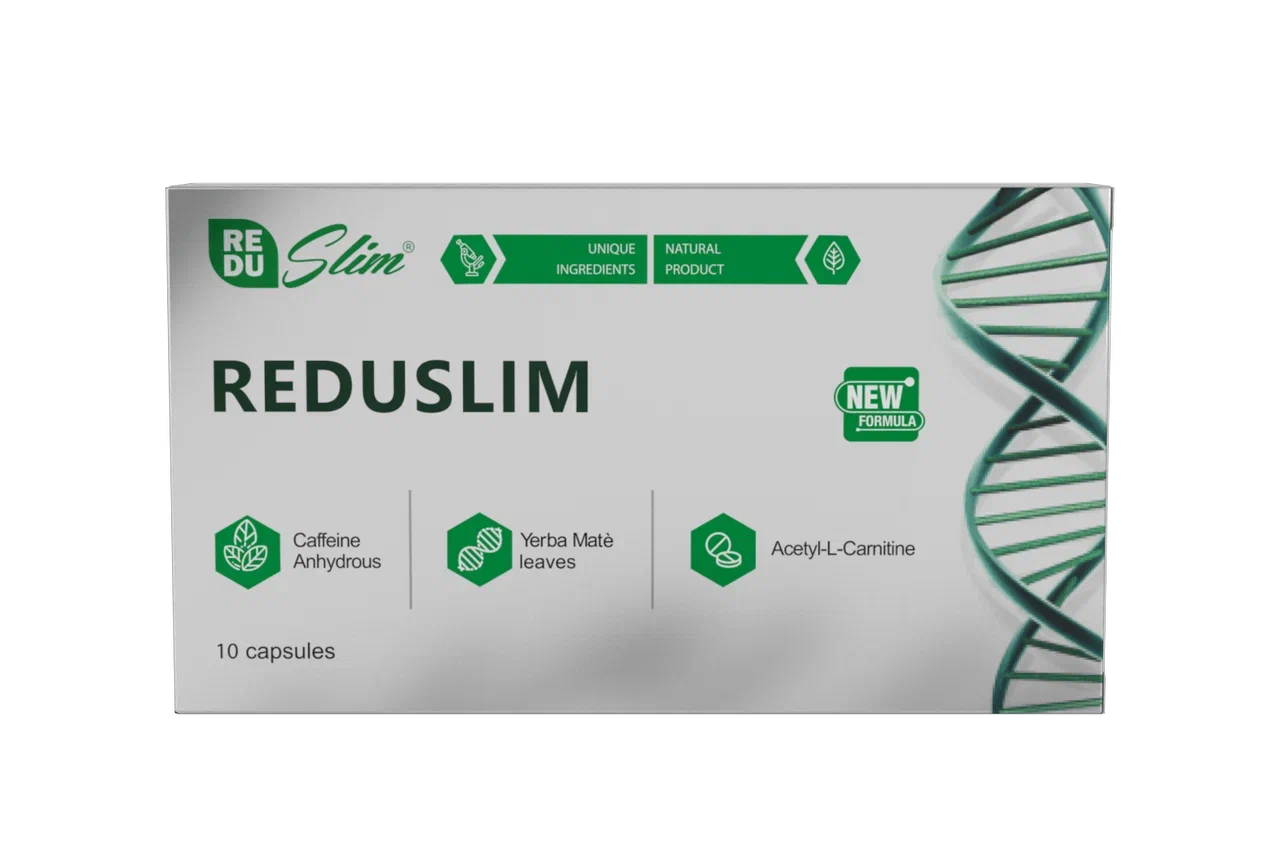 RE
DU
Slim®
UNIQUE
INGREDIENTS
NATURAL
PRODUCT
REDUSLIM
NEW
FORMULA
Caffeine
Anhydrous
Yerba Matè
leaves
Acetyl-L-Carnitine
10 capsules